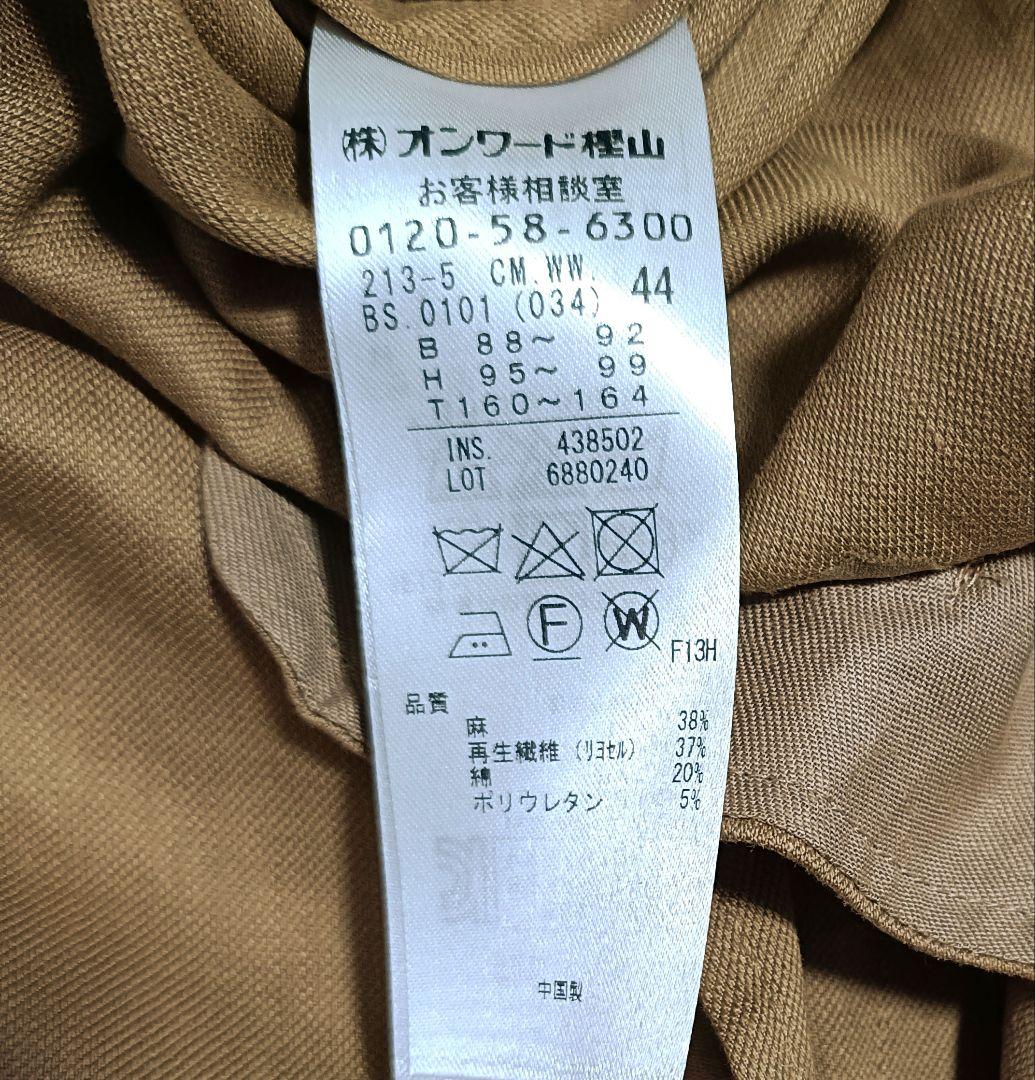 (株)オンワード樫山
お客様相談室
0120-58-6300
213-5 CM.WW. 44
BS.0101 (034)
B 88～ 92
H 95～ 99
T160～164
INS. 438502
LOT 6880240
F W
F13H
品質
麻 38%
再生繊維 (リヨセル) 37%
綿 20%
ポリウレタン 5%
中国製